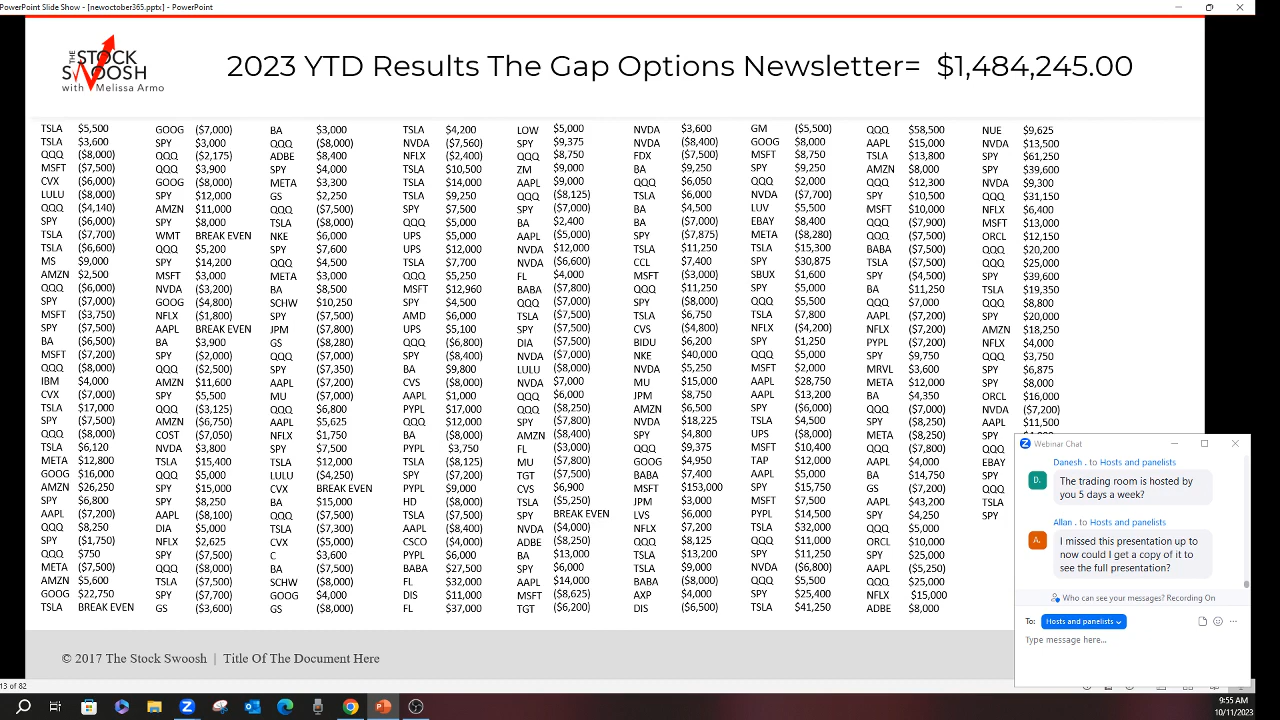 PowerPoint Slide Show - [newoctober365.pptx] - PowerPoint
THE STOCK SWOOSH
with Melissa Armo
2023 YTD Results The Gap Options Newsletter= $1,484,245.00
TSLA $5,500
TSLA $3,600
QQQ ($8,000)
MSFT ($7,500)
CVX ($6,000)
LULU ($8,000)
QQQ ($4,140)
SPY ($6,000)
TSLA ($7,700)
TSLA ($6,600)
MS $9,000
AMZN $2,500
QQQ ($6,000)
SPY ($7,000)
MSFT ($3,750)
SPY ($7,500)
BA ($6,500)
MSFT ($7,200)
QQQ ($8,000)
IBM $4,000
CVX ($7,000)
TSLA $17,000
SPY ($7,500)
QQQ ($8,000)
TSLA $6,120
META $12,800
GOOG $16,000
AMZN $26,250
SPY $6,800
AAPL ($7,200)
QQQ $8,250
SPY ($1,750)
QQQ $750
META ($7,500)
AMZN $5,600
GOOG $22,750
TSLA BREAK EVEN
GOOG ($7,000)
SPY $3,000
QQQ ($2,175)
QQQ $3,900
GOOG ($8,000)
SPY $12,000
AMZN $11,000
SPY $8,000
WMT BREAK EVEN
QQQ $5,200
SPY $14,200
MSFT $3,000
NVDA ($3,200)
GOOG ($4,800)
NFLX ($1,800)
AAPL BREAK EVEN
BA $3,900
SPY ($2,000)
QQQ ($2,500)
AMZN $11,600
SPY $5,500
QQQ ($3,125)
AMZN ($6,750)
COST ($7,050)
NVDA $3,800
TSLA $15,400
QQQ $5,000
SPY $15,000
SPY $8,250
AAPL ($8,100)
DIA $5,000
NFLX $2,625
SPY ($7,500)
QQQ ($8,000)
TSLA ($7,500)
SPY ($7,700)
GS ($3,600)
BA $3,000
QQQ ($8,000)
ADBE $8,400
SPY $4,000
META $3,300
GS $2,250
QQQ ($7,500)
TSLA ($8,000)
NKE $6,000
SPY $7,600
QQQ $4,500
META $3,000
BA $8,500
SCHW $10,250
SPY ($7,500)
JPM ($7,800)
GS ($8,280)
QQQ ($7,000)
SPY ($7,350)
AAPL ($7,200)
MU ($7,000)
QQQ $6,800
AAPL $5,625
NFLX $1,750
SPY $7,500
TSLA $12,000
LULU ($4,250)
CVX BREAK EVEN
BA $15,000
QQQ ($7,500)
TSLA ($7,300)
CVX ($5,000)
C $3,600
BA ($7,500)
SCHW ($8,000)
GOOG $4,000
GS ($8,000)
TSLA $4,200
NVDA ($7,560)
NFLX ($2,400)
TSLA $10,500
TSLA $14,000
TSLA $9,250
SPY $7,500
QQQ $5,000
UPS $5,000
UPS $12,000
TSLA $7,700
QQQ $5,250
MSFT $12,960
SPY $4,500
AMD $6,000
UPS $5,100
QQQ ($6,800)
SPY ($8,400)
BA $9,800
CVS ($8,000)
AAPL $1,000
PYPL $17,000
QQQ $12,000
BA ($8,000)
PYPL $3,750
TSLA ($8,125)
SPY ($7,200)
PYPL $9,000
HD ($8,000)
TSLA ($7,500)
AAPL ($8,400)
CSCO ($4,000)
PYPL $6,000
BABA $27,500
FL $32,000
DIS $11,000
FL $37,000
LOW $5,000
SPY $9,375
QQQ $8,750
ZM $9,000
AAPL $9,000
QQQ ($8,125)
SPY ($7,000)
BA $2,400
AAPL ($5,000)
NVDA $12,000
NVDA ($6,600)
FL $4,000
BABA ($7,800)
QQQ ($7,000)
TSLA ($7,500)
SPY ($7,500)
DIA ($7,500)
NVDA ($7,000)
LULU ($8,000)
NVDA $7,000
QQQ $6,000
QQQ ($8,250)
SPY ($7,800)
AMZN ($8,400)
FL ($3,000)
MU ($7,800)
TGT ($7,500)
CVS $6,900
TSLA ($5,250)
SPY BREAK EVEN
NVDA ($4,000)
ADBE ($8,250)
BA $13,000
SPY $6,000
AAPL $14,000
MSFT ($8,625)
TGT ($6,200)
NVDA $3,600
NVDA ($8,400)
FDX ($7,500)
BA $9,250
QQQ $6,050
TSLA $6,000
BA $4,500
BA ($7,000)
SPY ($7,875)
TSLA $11,250
CCL $7,400
MSFT ($3,000)
QQQ $11,250
SPY ($8,000)
TSLA $6,750
CVS ($4,800)
BIDU $6,200
NKE $40,000
NVDA $5,250
MU $15,000
JPM $8,750
AMZN $6,500
NVDA $18,225
SPY $4,800
QQQ $9,375
GOOG $4,950
BABA $7,400
MSFT $153,000
JPM $3,000
LVS $6,000
NFLX $7,200
QQQ $8,125
TSLA $13,200
TSLA $9,000
BABA ($8,000)
AXP $4,000
DIS ($6,500)
GM ($5,500)
GOOG $8,000
MSFT $8,750
SPY $9,250
QQQ $2,000
NVDA ($7,700)
LUV $5,500
EBAY $8,400
META ($8,280)
TSLA $15,300
SPY $30,875
SBUX $1,600
SPY $5,000
QQQ $5,500
TSLA $7,800
NFLX ($4,200)
SPY $1,250
QQQ $5,000
MSFT $2,000
AAPL $28,750
AAPL $13,200
SPY ($6,000)
TSLA $4,500
UPS ($8,000)
MSFT $10,400
TAP $12,000
AAPL $5,000
SPY $15,750
MSFT $7,500
PYPL $14,500
TSLA $32,000
QQQ $11,000
SPY $11,250
NVDA ($6,800)
QQQ $5,500
SPY $25,400
TSLA $41,250
QQQ $58,500
AAPL $15,000
TSLA $13,800
AMZN $8,000
QQQ $12,300
SPY $10,500
MSFT $10,000
QQQ ($7,900)
QQQ ($7,500)
BABA ($7,500)
TSLA ($7,500)
SPY ($4,500)
BA $11,250
QQQ $7,000
AAPL ($7,200)
NFLX ($7,200)
PYPL ($7,200)
SPY $9,750
MRVL $3,600
META $12,000
BA $4,350
QQQ ($7,000)
SPY ($8,250)
META ($8,250)
QQQ ($7,800)
AAPL $4,000
BA $14,750
GS ($7,200)
AAPL $43,200
SPY $4,250
QQQ $5,000
ORCL $10,000
SPY $25,000
AAPL ($5,250)
QQQ $25,000
NFLX $15,000
ADBE $8,000
NUE $9,625
NVDA $13,500
SPY $61,250
SPY $39,600
NVDA $9,300
QQQ $31,150
NFLX $6,400
MSFT $13,000
ORCL $12,150
QQQ $20,200
QQQ $25,000
SPY $39,600
TSLA $19,350
QQQ $8,800
SPY $20,000
AMZN $18,250
NFLX $4,000
QQQ $3,750
SPY $6,875
SPY $8,000
ORCL $16,000
NVDA ($7,200)
AAPL $11,500
SPY
QQQ
EBAY
SPY
QQQ
TSLA
SPY
Webinar Chat
Danesh . to Hosts and panelists
D.
The trading room is hosted by
you 5 days a week?
Allan . to Hosts and panelists
A.
I missed this presentation up to
now could I get a copy of it to
see the full presentation?
Who can see your messages? Recording On
To: Hosts and panelists
Type message here...
© 2017 The Stock Swoosh | Title Of The Document Here
13 of 82
9:55 AM
10/11/2023